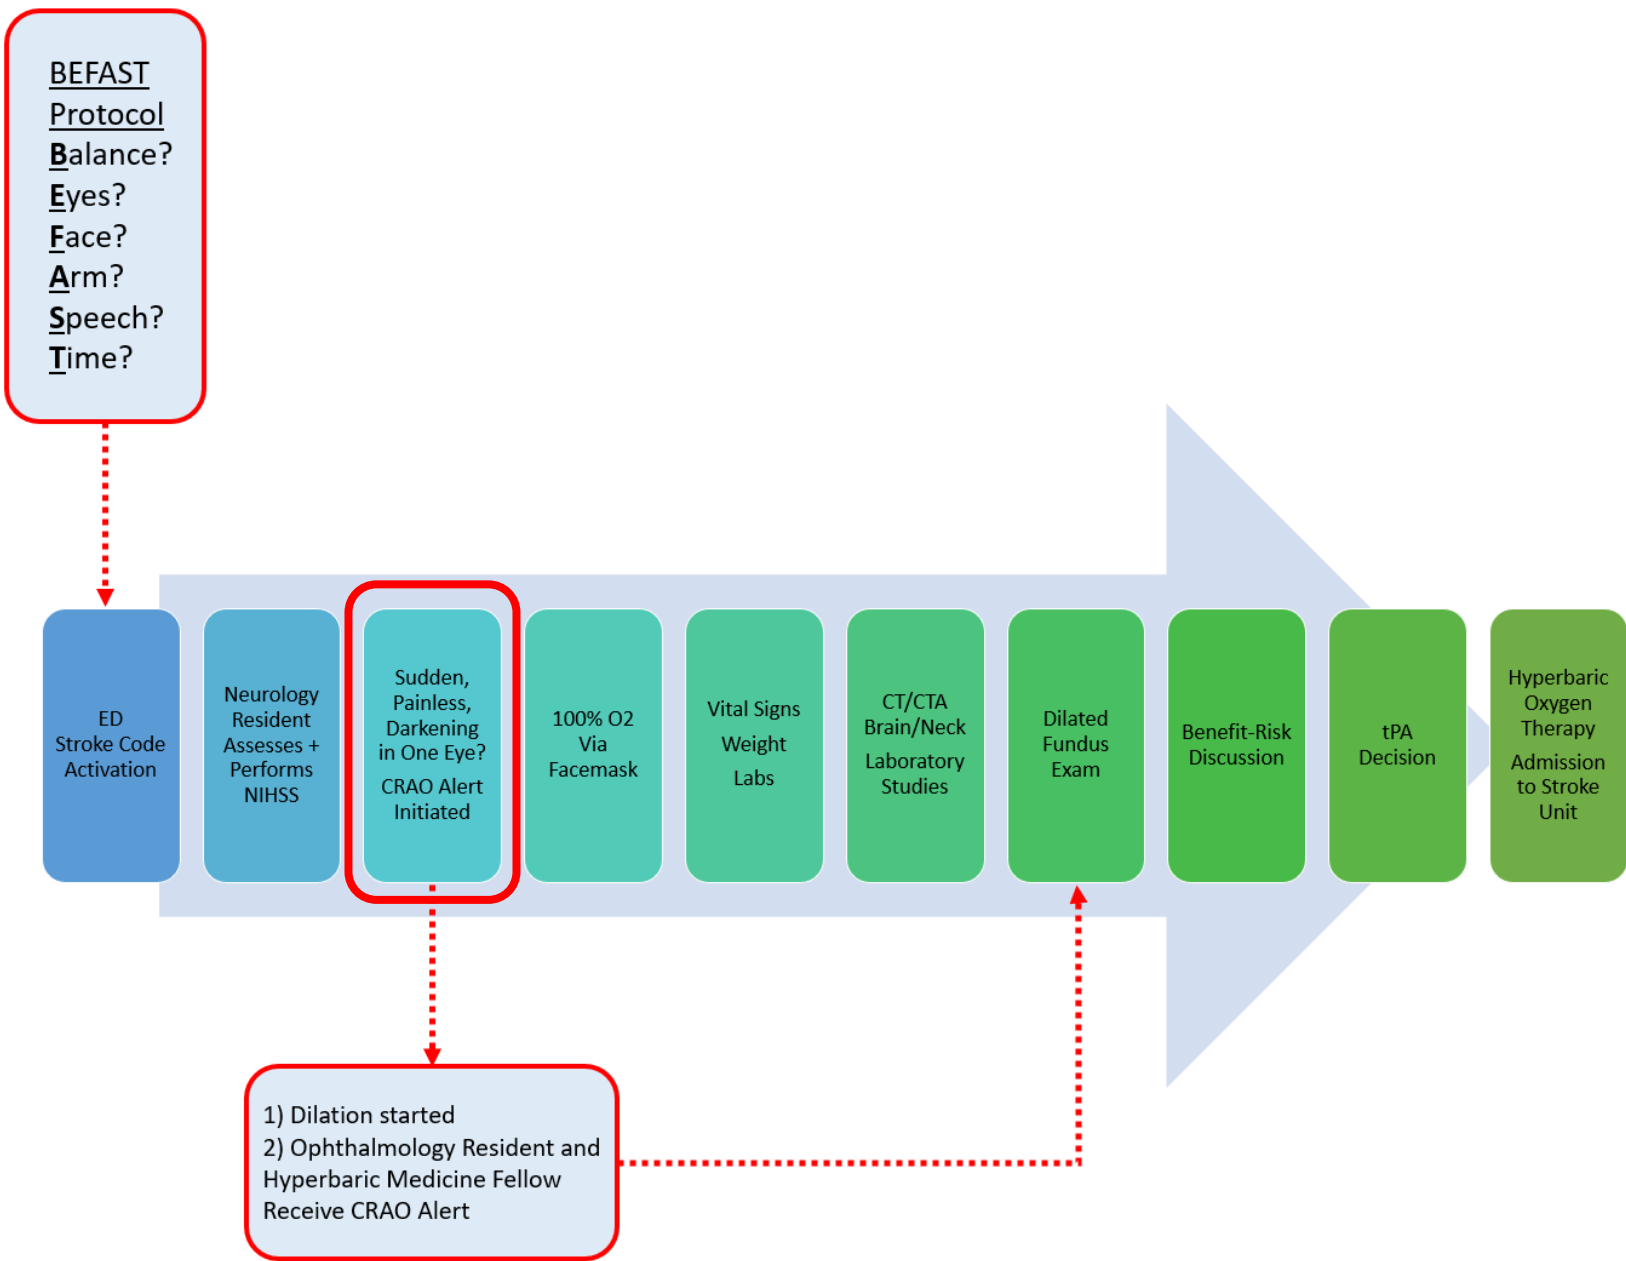 BEFAST
Protocol
Balance?
Eyes?
Face?
Arm?
Speech?
Time?
ED
Stroke Code
Activation
Neurology
Resident
Assesses +
Performs
NIHSS
Sudden,
Painless,
Darkening
in One Eye?
CRAO Alert
Initiated
100% O2
Via
Facemask
Vital Signs
Weight
Labs
CT/CTA
Brain/Neck
Laboratory
Studies
Dilated
Fundus
Exam
Benefit-Risk
Discussion
tPA
Decision
Hyperbaric
Oxygen
Therapy
Admission
to Stroke
Unit
1) Dilation started
2) Ophthalmology Resident and
Hyperbaric Medicine Fellow
Receive CRAO Alert